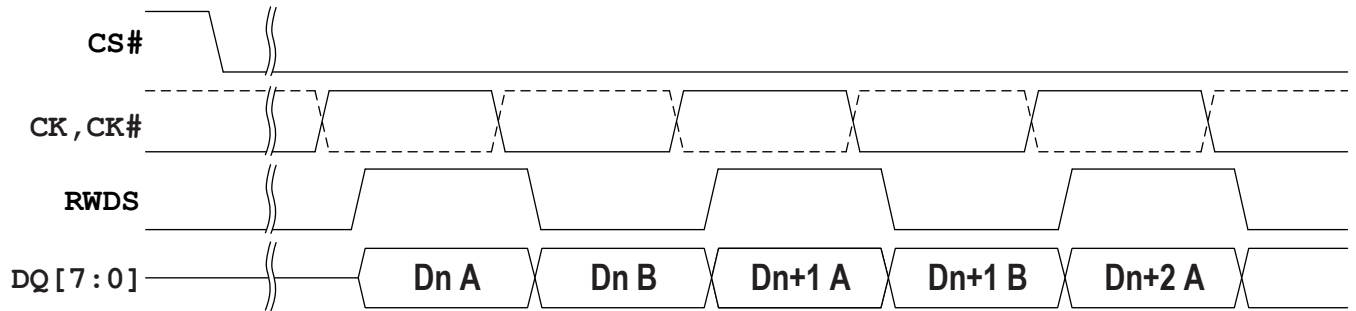 CS#
CK,CK#
RWDS
DQ[7:0]
Dn A Dn B Dn+1 A Dn+1 B Dn+2 A